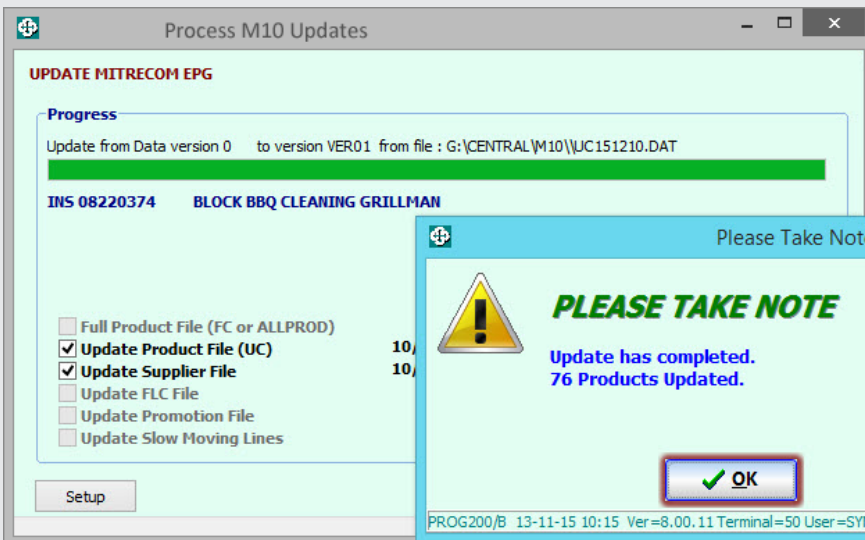 Process M10 Updates
UPDATE MITRECOM EPG
Progress
Update from Data version 0 to version VER01 from file : G:\CENTRAL\M10\\UC151210.DAT
INS 08220374 BLOCK BBQ CLEANING GRILLMAN
Full Product File (FC or ALLPROD)
Update Product File (UC) 10/
Update Supplier File 10/
Update FLC File
Update Promotion File
Update Slow Moving Lines
Setup
Please Take Not
PLEASE TAKE NOTE
Update has completed.
76 Products Updated.
OK
PROG200/B 13-11-15 10:15 Ver=8.00.11 Terminal=50 User=SY